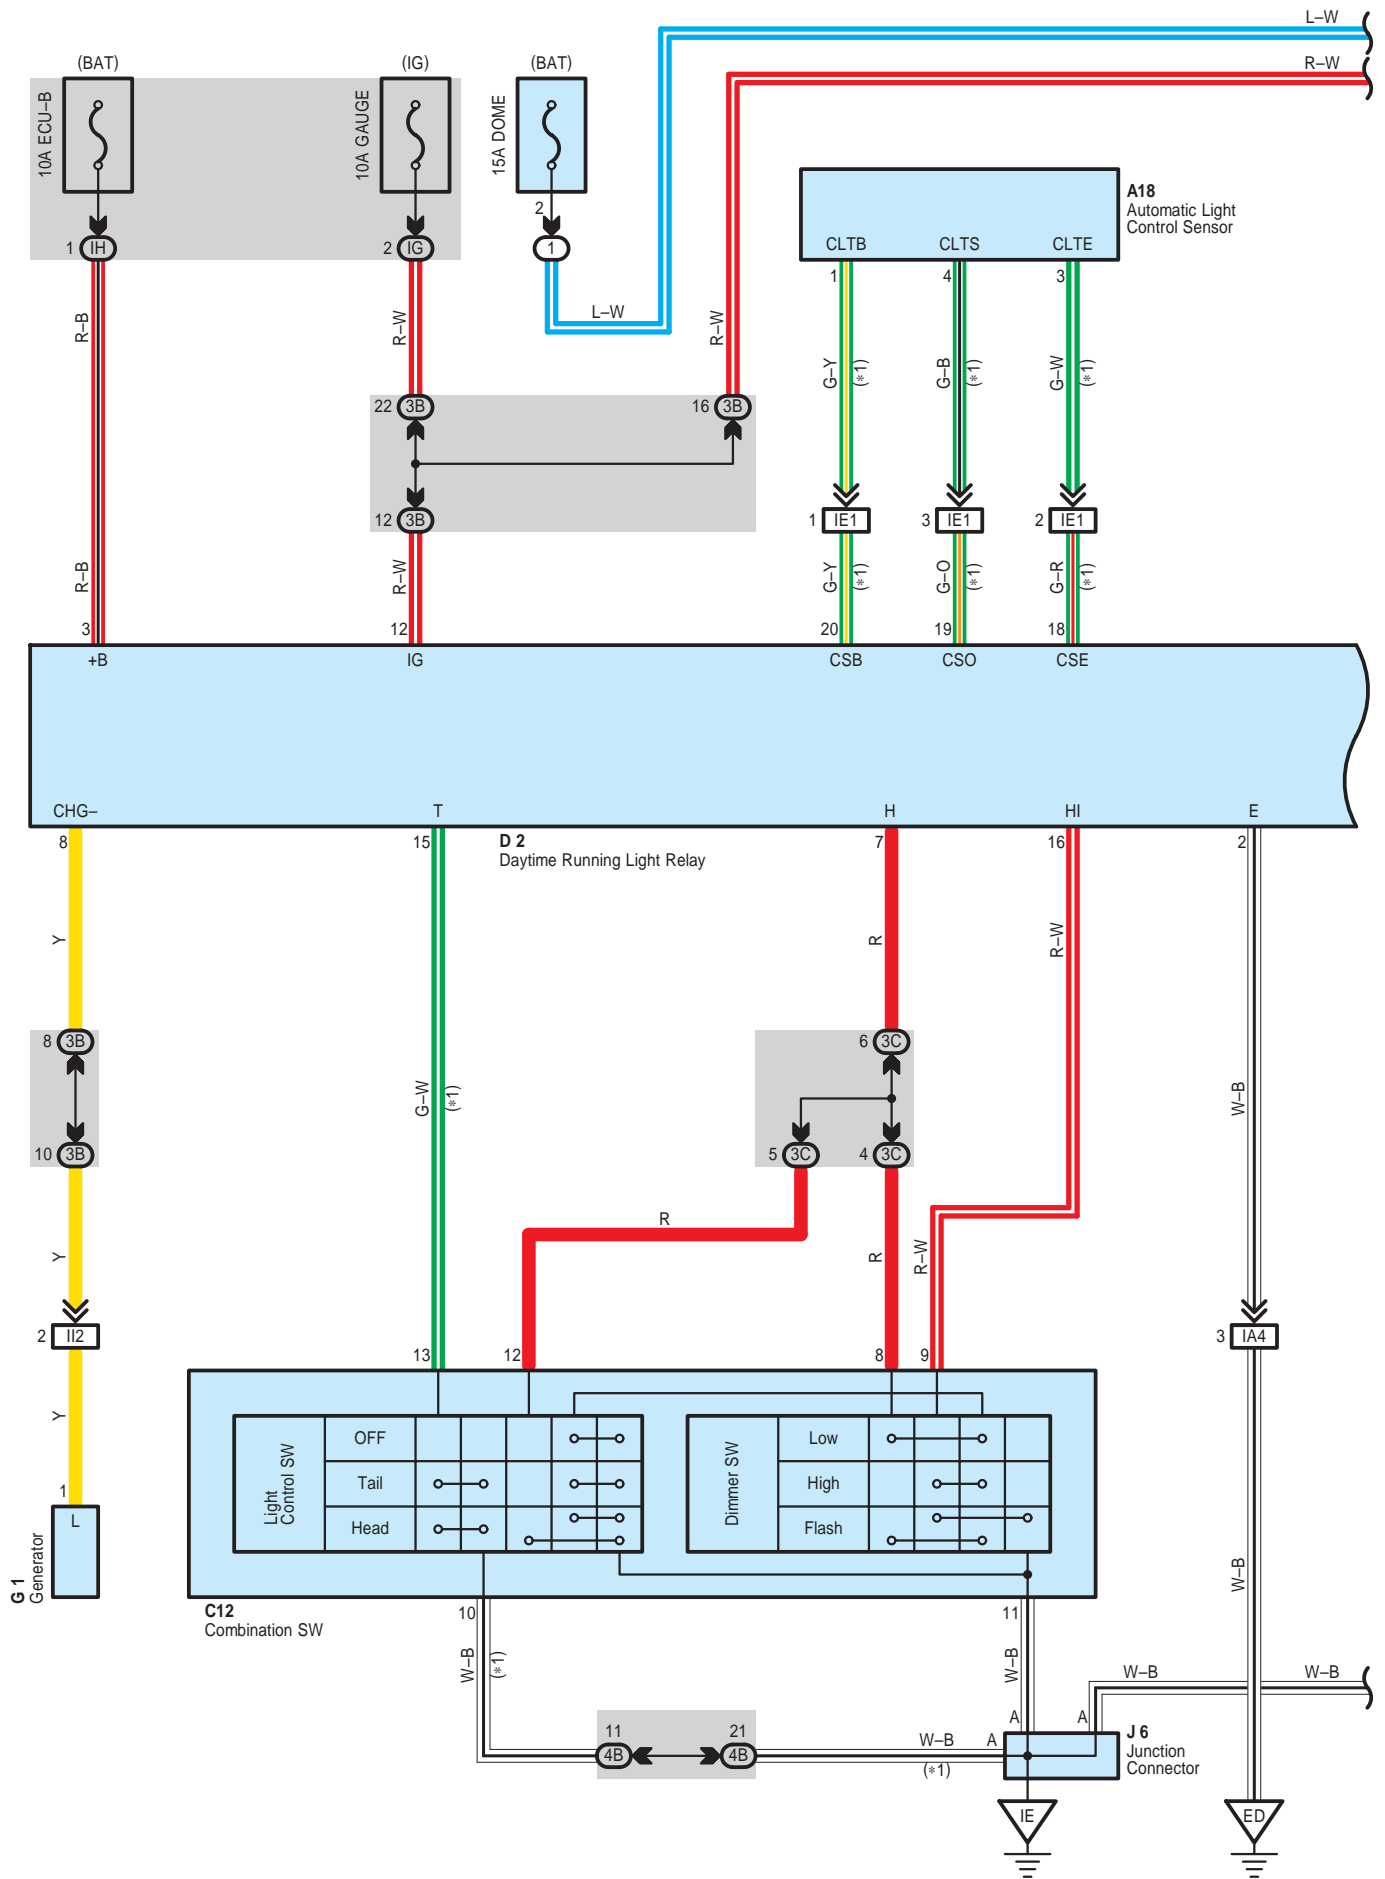 L–W
R–W
(BAT)
(IG)
(BAT)
10A ECU–B
10A GAUGE
15A DOME
2
1 IH
2 IG
1
A18
Automatic Light
Control Sensor
CLTB CLTS CLTE
1 4 3
R–B
R–W
L–W
R–W
G–Y (∗1)
G–B (∗1)
G–W (∗1)
22 3B
16 3B
12 3B
1 IE1
3 IE1
2 IE1
R–B
R–W
G–Y (∗1)
G–O (∗1)
G–R (∗1)
3 12 20 19 18
+B IG CSB CSO CSE
CHG– T H HI E
8 15 7 16 2
D 2
Daytime Running Light Relay
Y
R
R–W
8 3B
6 3C
G–W (∗1)
W–B
10 3B
5 3C
4 3C
Y
R
R
R–W
2 II2
3 IA4
13 12 8 9
Y
Light
Control SW
OFF
Tail
Head
Dimmer SW
Low
High
Flash
1
L
G 1
Generator
W–B
C12
Combination SW
10
11
W–B (∗1)
W–B
W–B
W–B
11 21
4B 4B
W–B
(∗1)
A
A
A
J 6
Junction
Connector
IE
ED